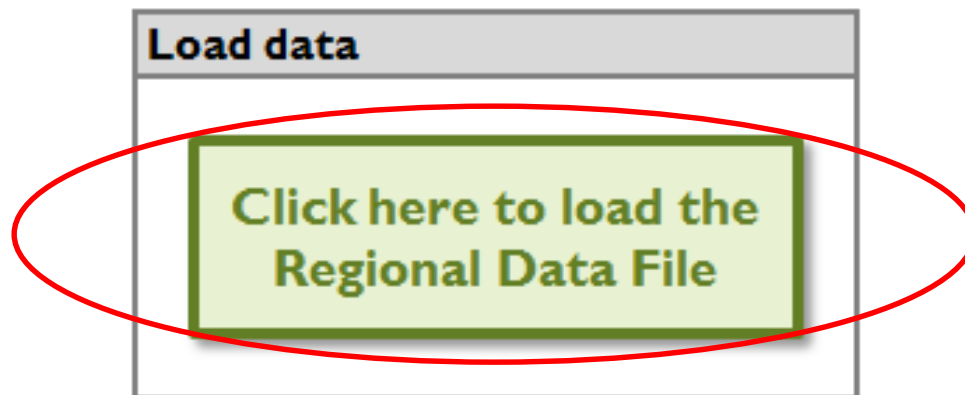 Load data
Click here to load the
Regional Data File